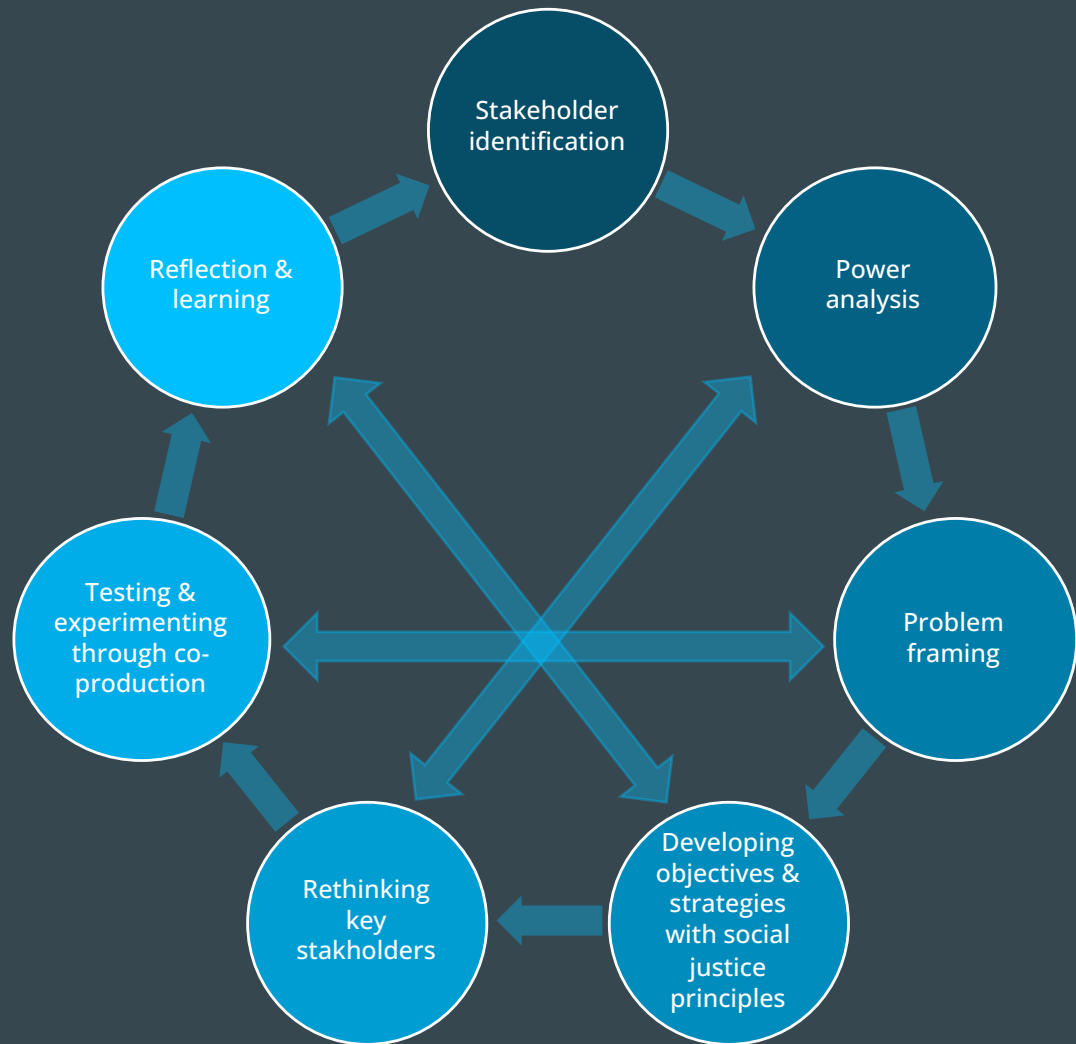 Stakeholder
identification
Power
analysis
Problem
framing
Developing
objectives &
strategies
with social
justice
principles
Rethinking
key
stakholders
Testing &
experimenting
through co-
production
Reflection &
learning